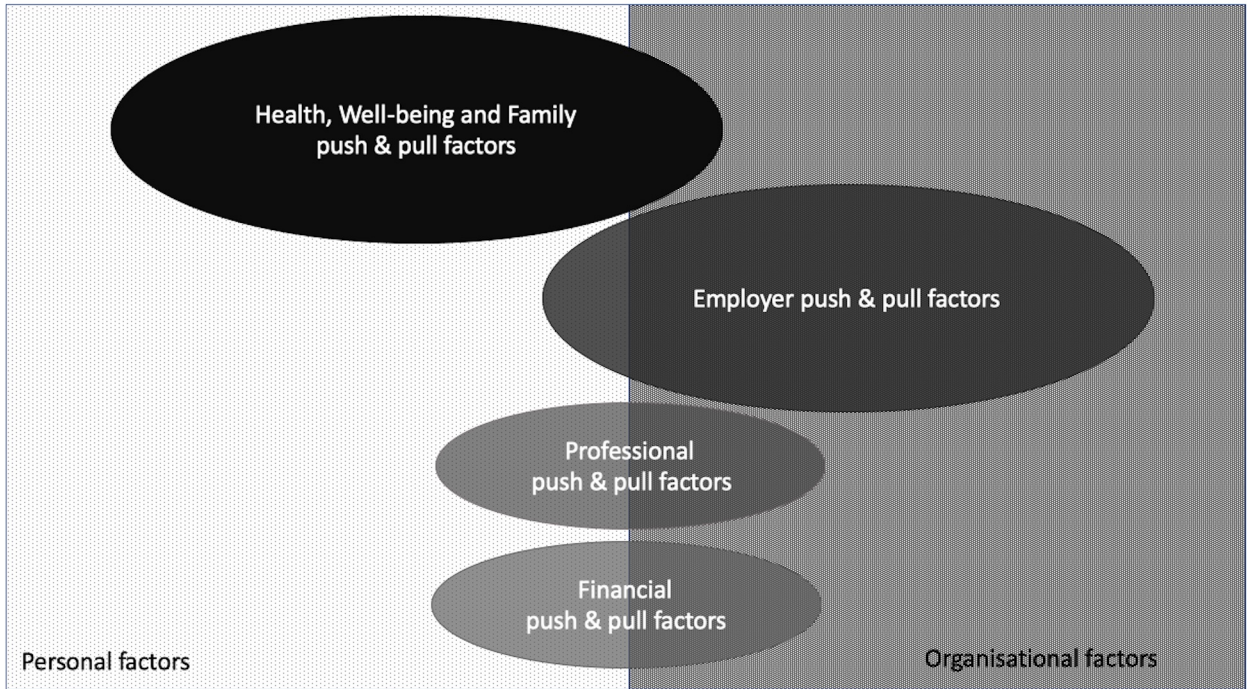 Health, Well-being and Family
push & pull factors
Employer push & pull factors
Professional
push & pull factors
Financial
push & pull factors
Personal factors
Organisational factors